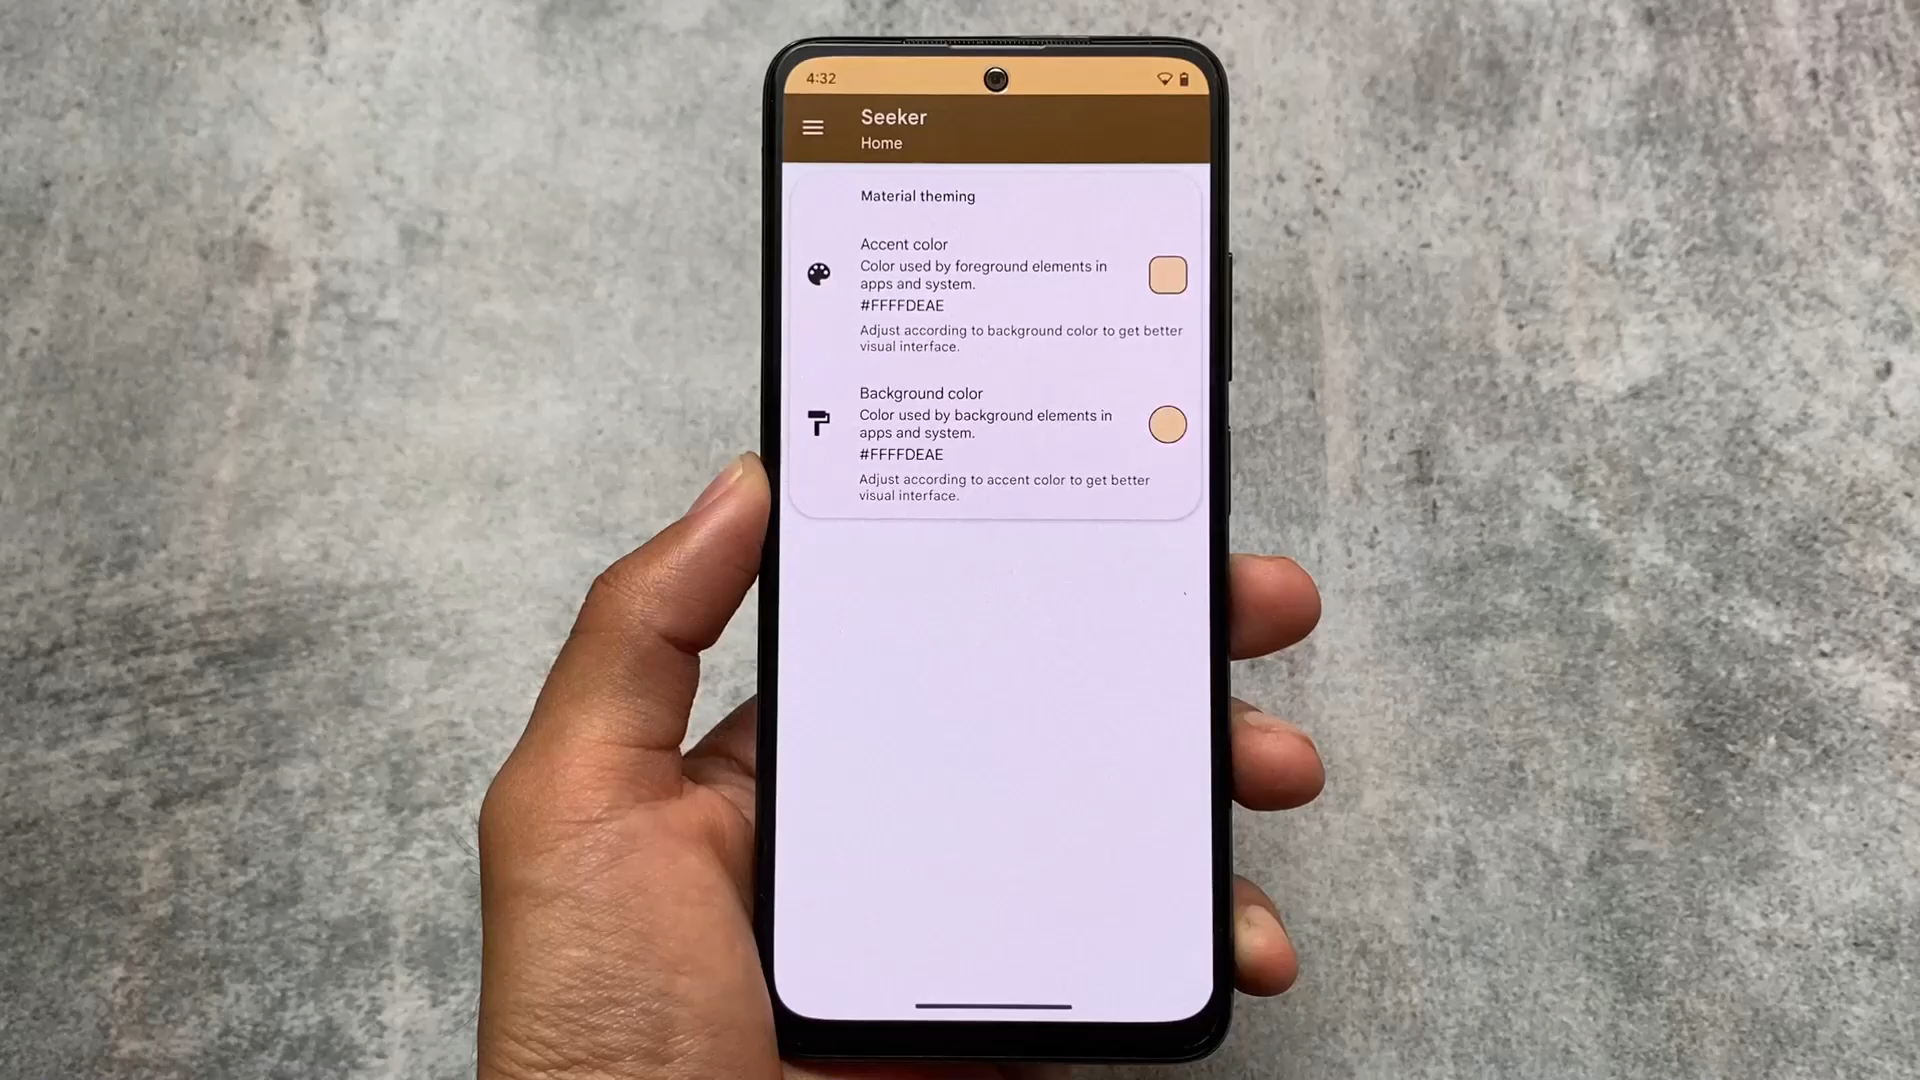 4:32
Seeker
Home
Material theming
Accent color
Color used by foreground elements in
apps and system.
#FFFFDEAE
Adjust according to background color to get better
visual interface.
Background color
Color used by background elements in
apps and system.
#FFFFDEAE
Adjust according to accent color to get better
visual interface.